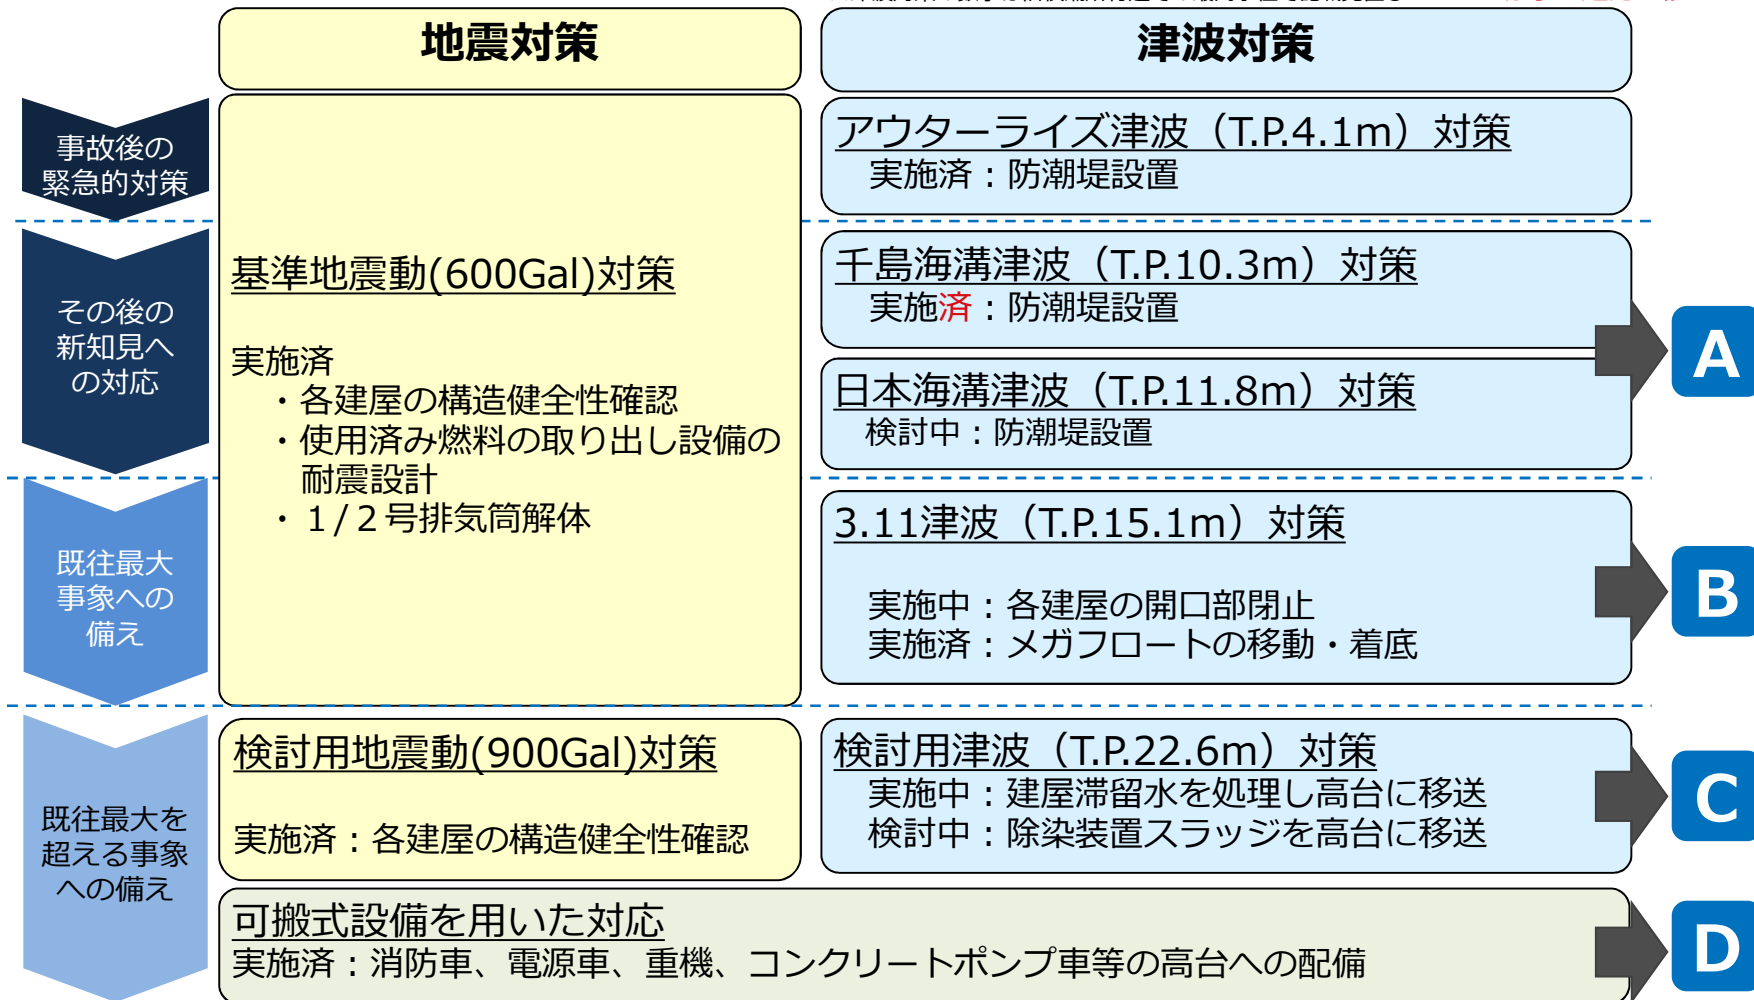 地震対策
津波対策
事故後の
緊急的対策
アウターライズ津波（T.P.4.1m）対策
実施済：防潮堤設置
その後の
新知見へ
の対応
基準地震動(600Gal)対策
実施済
・各建屋の構造健全性確認
・使用済み燃料の取り出し設備の
耐震設計
・１/２号排気筒解体
千島海溝津波（T.P.10.3m）対策
実施済：防潮堤設置
日本海溝津波（T.P.11.8m）対策
検討中：防潮堤設置
A
既往最大
事象への
備え
3.11津波（T.P.15.1m）対策
実施中：各建屋の開口部閉止
実施済：メガフロートの移動・着底
B
既往最大を
超える事象
への備え
検討用地震動(900Gal)対策
実施済：各建屋の構造健全性確認
検討用津波（T.P.22.6m）対策
実施中：建屋滞留水を処理し高台に移送
検討中：除染装置スラッジを高台に移送
C
可搬式設備を用いた対応
実施済：消防車、電源車、重機、コンクリートポンプ車等の高台への配備
D